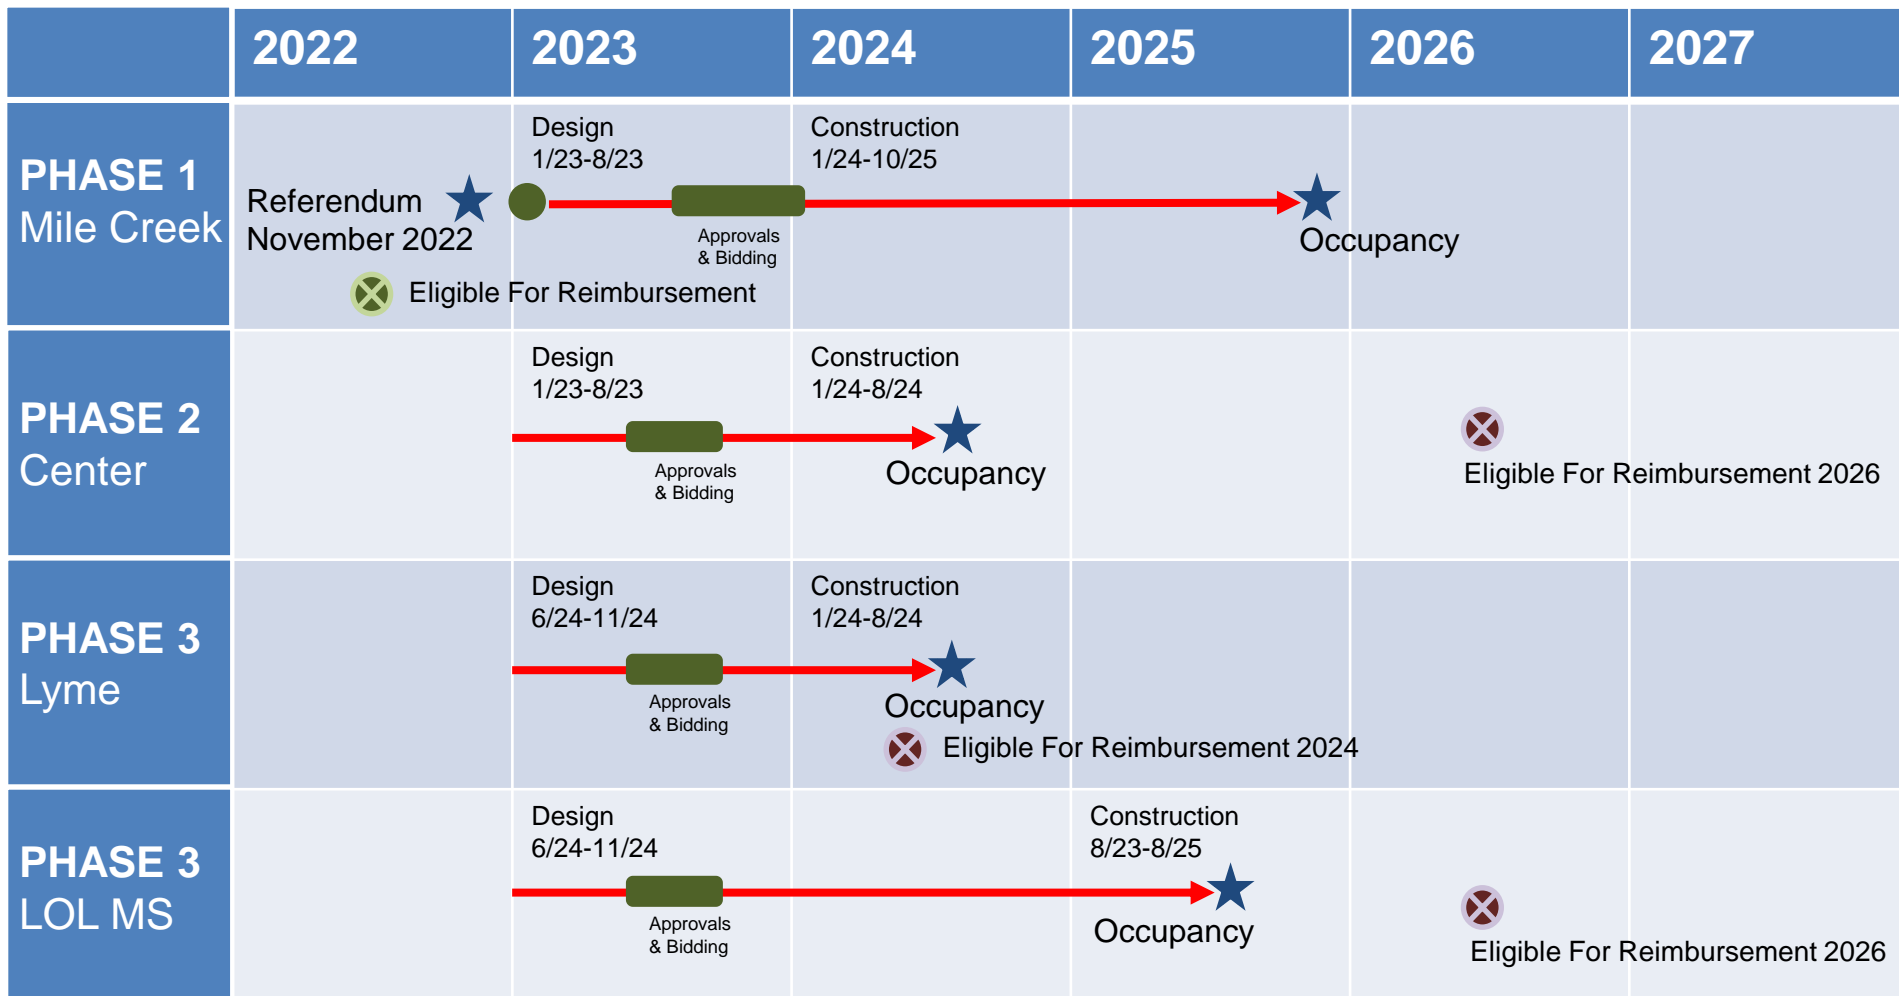 2022 2023 2024 2025 2026 2027
PHASE 1
Mile Creek
Referendum
November 2022
Eligible For Reimbursement
Design
1/23-8/23
Approvals
& Bidding
Construction
1/24-10/25
Occupancy
PHASE 2
Center
Design
1/23-8/23
Approvals
& Bidding
Construction
1/24-8/24
Occupancy
Eligible For Reimbursement 2026
PHASE 3
Lyme
Design
6/24-11/24
Approvals
& Bidding
Construction
1/24-8/24
Occupancy
Eligible For Reimbursement 2024
PHASE 3
LOL MS
Design
6/24-11/24
Approvals
& Bidding
Construction
8/23-8/25
Occupancy
Eligible For Reimbursement 2026